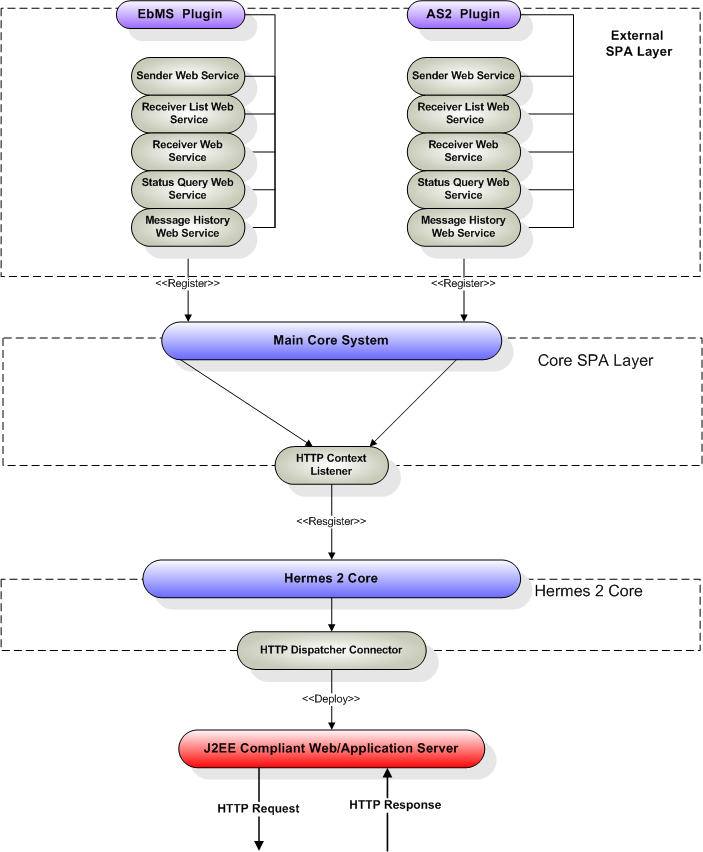 EbMS Plugin
AS2 Plugin
External
SPA Layer
Sender Web Service
Receiver List Web
Service
Receiver Web
Service
Status Query Web
Service
Message History
Web Service
Sender Web Service
Receiver List Web
Service
Receiver Web
Service
Status Query Web
Service
Message History
Web Service
<<Register>>
<<Register>>
Main Core System
Core SPA Layer
HTTP Context
Listener
<<Resgister>>
Hermes 2 Core
Hermes 2 Core
HTTP Dispatcher Connector
<<Deploy>>
J2EE Compliant Web/Application Server
HTTP Request
HTTP Response